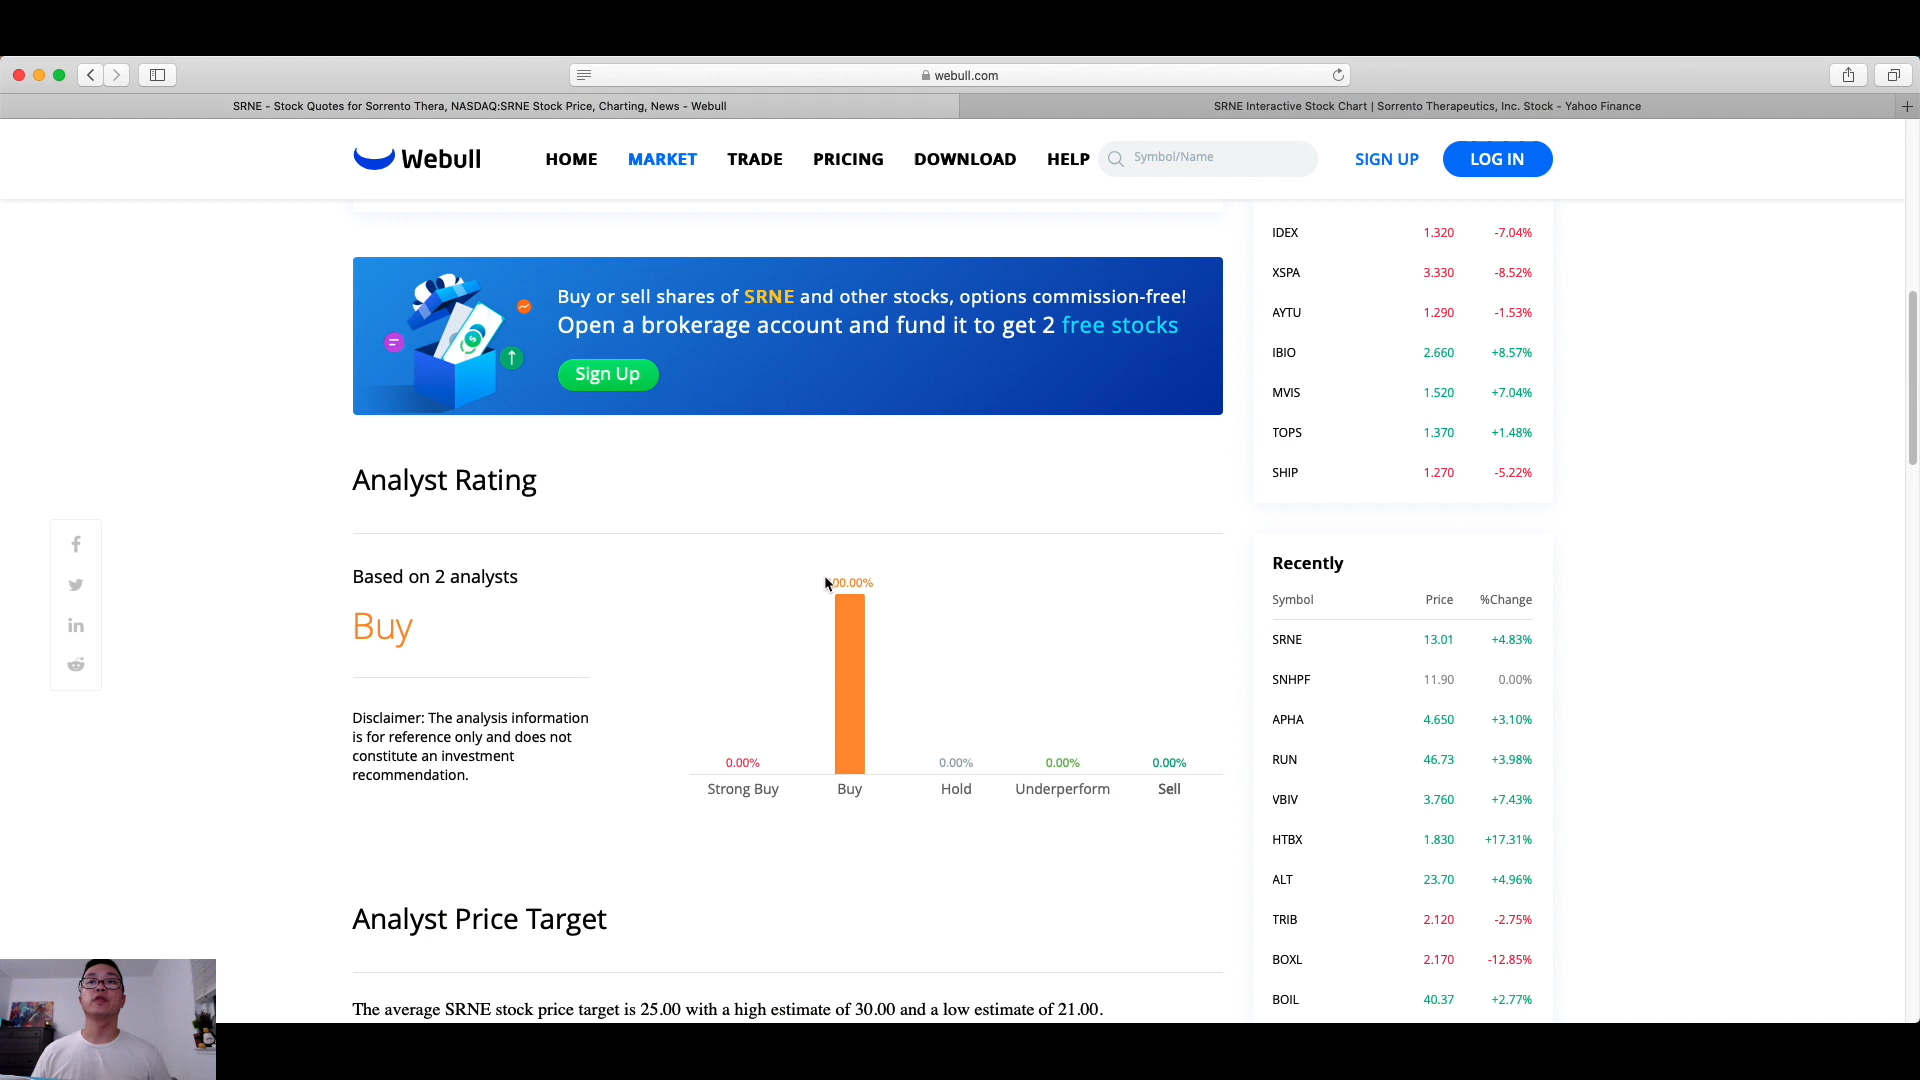 webull.com
SRNE - Stock Quotes for Sorrento Thera, NASDAQ:SRNE Stock Price, Charting, News - Webull
SRNE Interactive Stock Chart | Sorrento Therapeutics, Inc. Stock - Yahoo Finance
Webull
HOME
MARKET
TRADE
PRICING
DOWNLOAD
HELP
Symbol/Name
SIGN UP
LOG IN
Buy or sell shares of SRNE and other stocks, options commission-free!
Open a brokerage account and fund it to get 2 free stocks
Sign Up
Analyst Rating
Based on 2 analysts
Buy
Disclaimer: The analysis information
is for reference only and does not
constitute an investment
recommendation.
00.00%
0.00% 0.00% 0.00% 0.00%
Strong Buy Buy Hold Underperform Sell
Analyst Price Target
The average SRNE stock price target is 25.00 with a high estimate of 30.00 and a low estimate of 21.00.
IDEX 1.320 -7.04%
XSPA 3.330 -8.52%
AYTU 1.290 -1.53%
IBIO 2.660 +8.57%
MVIS 1.520 +7.04%
TOPS 1.370 +1.48%
SHIP 1.270 -5.22%
Recently
Symbol Price %Change
SRNE 13.01 +4.83%
SNHPF 11.90 0.00%
APHA 4.650 +3.10%
RUN 46.73 +3.98%
VBIV 3.760 +7.43%
HTBX 1.830 +17.31%
ALT 23.70 +4.96%
TRIB 2.120 -2.75%
BOXL 2.170 -12.85%
BOIL 40.37 +2.77%